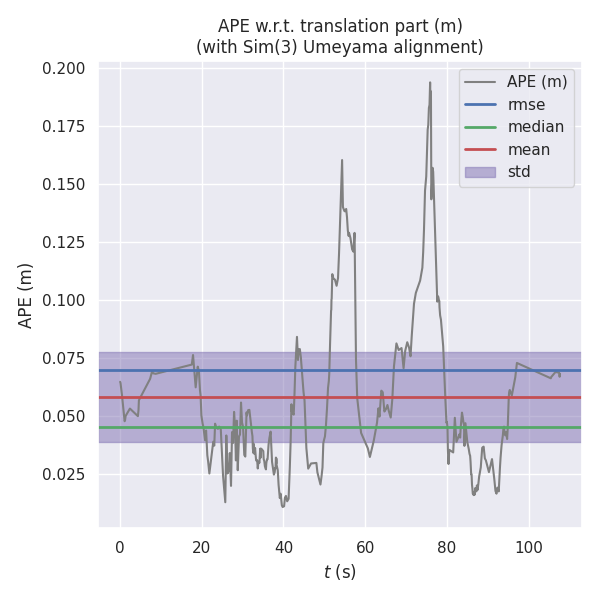 APE w.r.t. translation part (m)
(with Sim(3) Umeyama alignment)
0.200
0.175
0.150
0.125
0.100
0.075
0.050
0.025
APE (m)
APE (m)
rmse
median
mean
std
0 20 40 60 80 100
t (s)